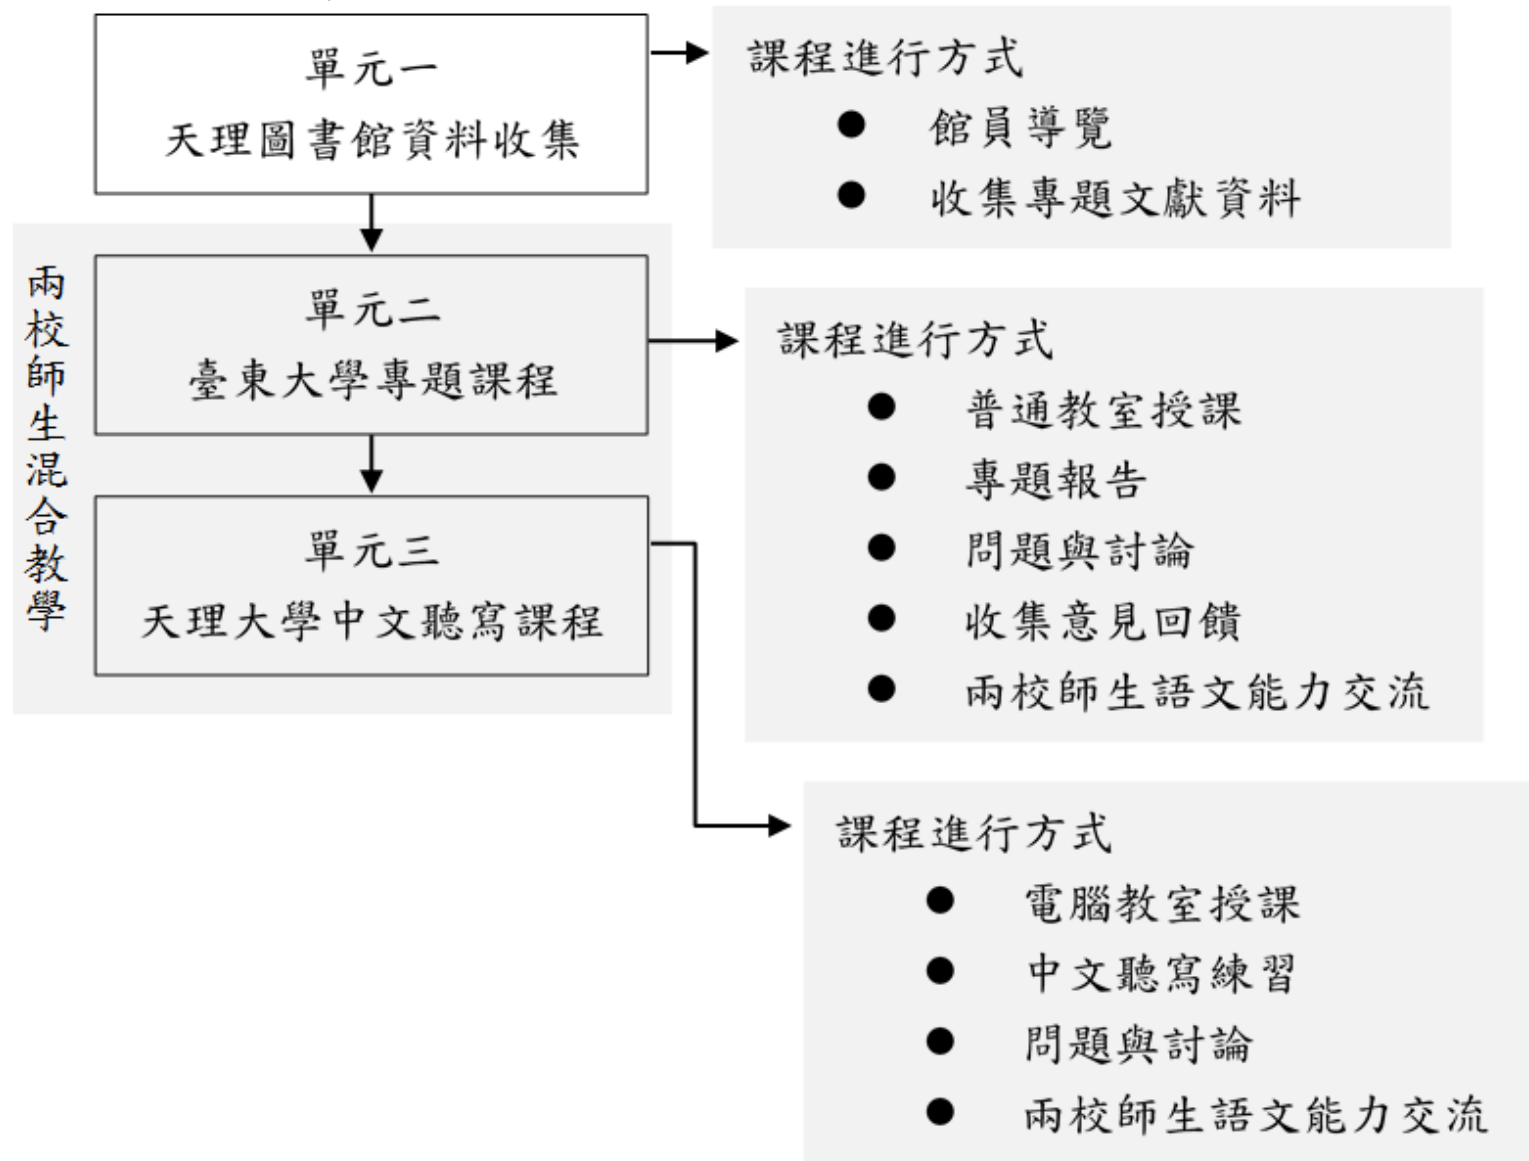 單元一
天理圖書館資料收集
課程進行方式
● 館員導覽
● 收集專題文獻資料
兩校師生混合教學
單元二
臺東大學專題課程
課程進行方式
● 普通教室授課
● 專題報告
● 問題與討論
● 收集意見回饋
● 兩校師生語文能力交流
單元三
天理大學中文聽寫課程
課程進行方式
● 電腦教室授課
● 中文聽寫練習
● 問題與討論
● 兩校師生語文能力交流